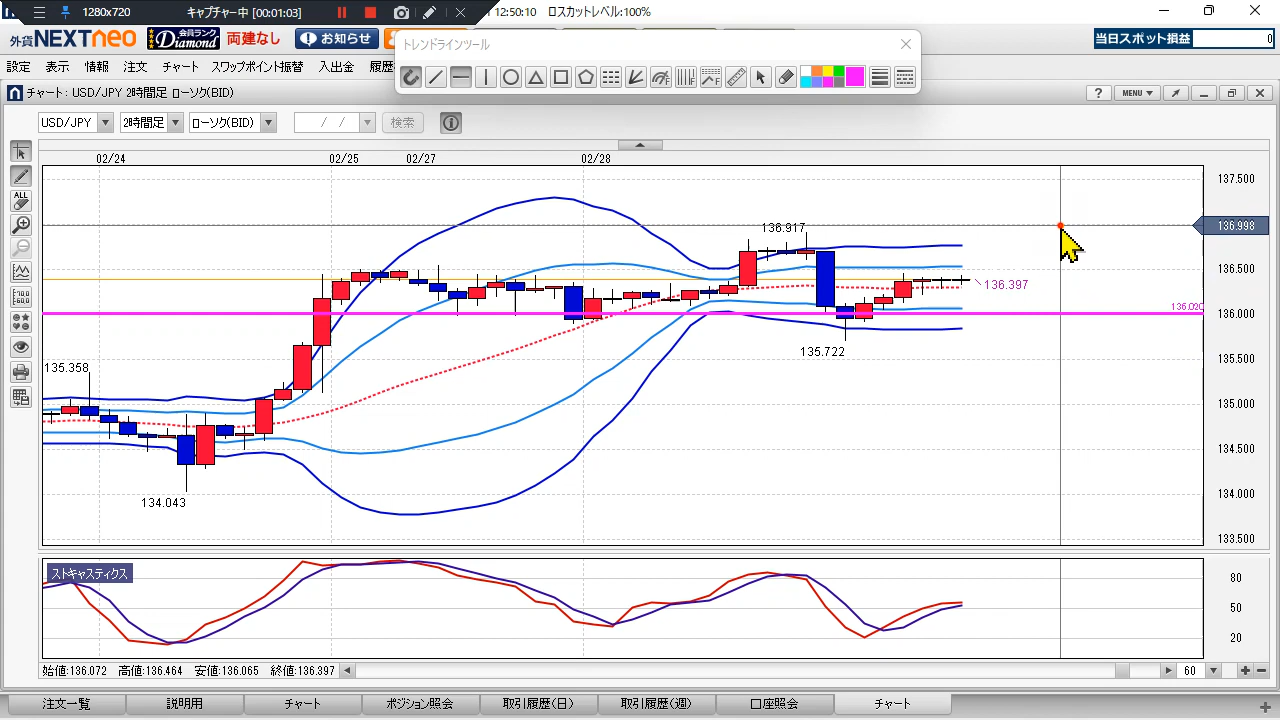 1280x720 キャプチャー中 [00:01:03] 12:50:10 ロスカットレベル:100%
外貨NEXTneo 会員ランク Diamond 両建なし お知らせ 当日スポット損益 0
トレンドラインツール
設定 表示 情報 注文 チャート スワップポイント振替 入出金 履歴
チャート : USD/JPY 2時間足 ローソク(BID) ? MENU
USD/JPY 2時間足 ローソク(BID) / / 検索
ALL
02/24 02/25 02/27 02/28
137.500
136.998
136.917
136.500
136.397
136.020
136.000
135.722
135.500
135.358
135.000
134.500
134.043
134.000
133.500
ストキャスティクス
80
50
20
始値:136.072 高値:136.464 安値:136.065 終値:136.397 60
注文一覧 説明用 チャート ポジション照会 取引履歴(日) 取引履歴(週) 口座照会 チャート